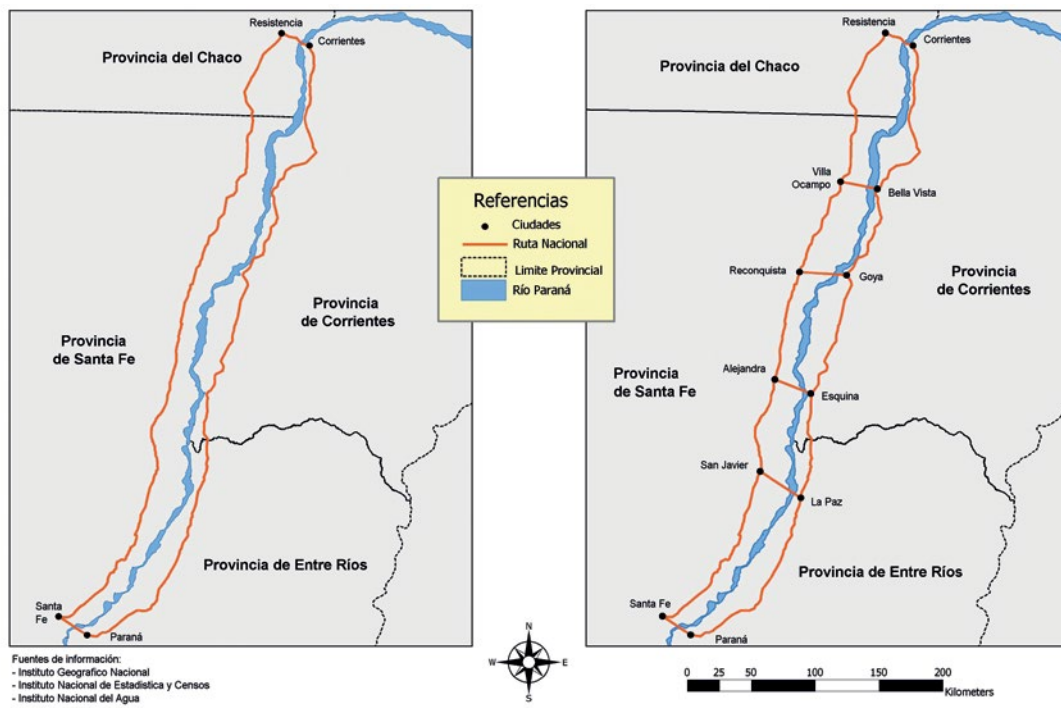 Resistencia
Corrientes
Provincia del Chaco
Provincia
de Corrientes
Provincia
de Santa Fe
Provincia de Entre Ríos
Santa
Fe
Paraná
Fuentes de información:
- Instituto Geografico Nacional
- Instituto Nacional de Estadistica y Censos
- Instituto Nacional del Agua
Referencias
Ciudades
Ruta Nacional
Limite Provincial
Río Paraná
N
W
E
S
Resistencia
Corrientes
Provincia del Chaco
Villa
Ocampo
Bella Vista
Reconquista
Goya
Provincia
de Corrientes
Alejandra
Provincia
de Santa Fe
Esquina
San Javier
La Paz
Provincia de Entre Ríos
Santa Fe
Paraná
0 25 50 100 150 200
Kilometers